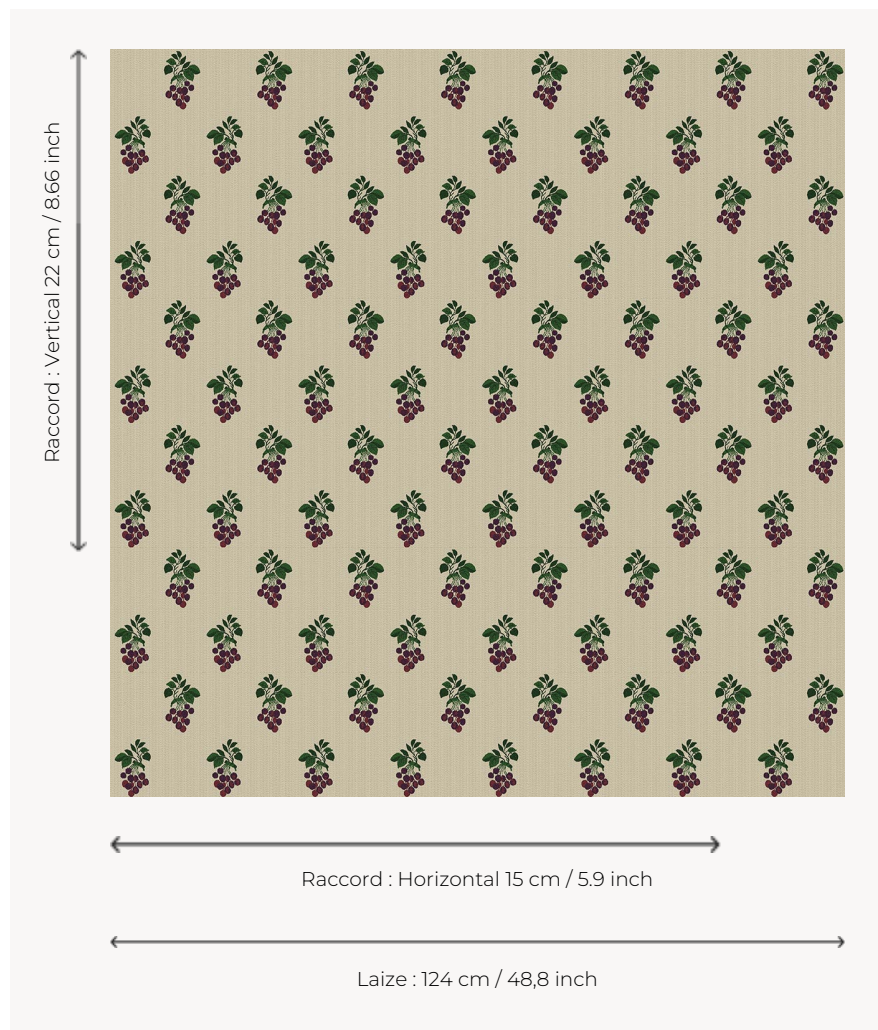 Raccord : Vertical 22 cm / 8.66 inch
Raccord : Horizontal 15 cm / 5.9 inch
Laize : 124 cm / 48,8 inch